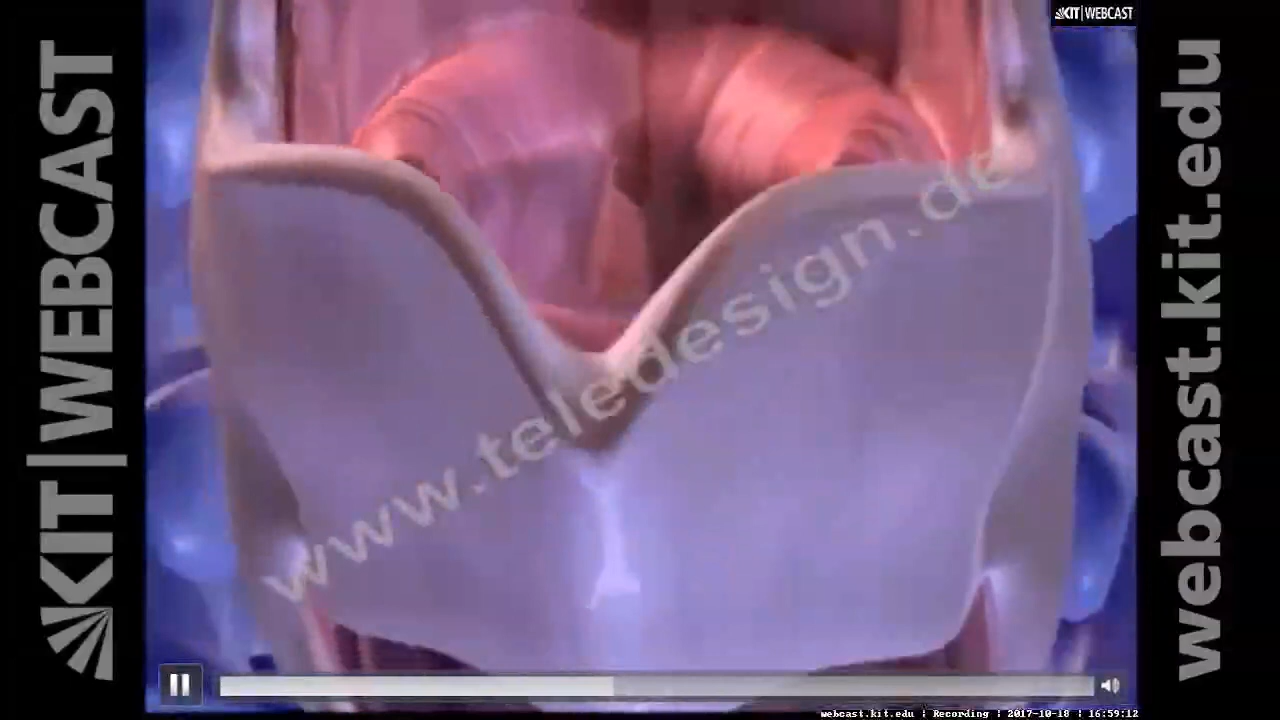 KIT|WEBCAST
KIT|WEBCAST
www.teledesign.de
webcast.kit.edu
webcast.kit.edu | Recording | 2017-10-18 | 16:59:12